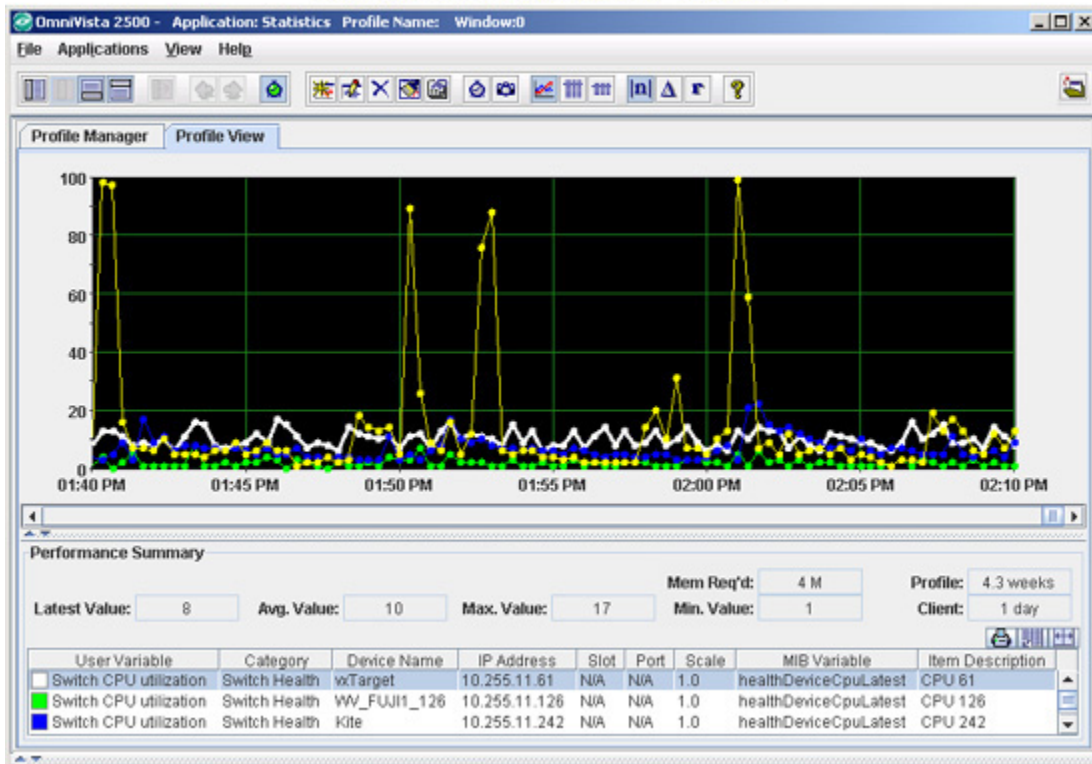 OmniVista 2500 - Application: Statistics Profile Name: Window:0
File Applications View Help
|n| Δ r ?
Profile Manager Profile View
100
80
60
40
20
0
01:40 PM 01:45 PM 01:50 PM 01:55 PM 02:00 PM 02:05 PM 02:10 PM
Performance Summary
Mem Req'd: 4 M Profile: 4.3 weeks
Latest Value: 8 Avg. Value: 10 Max. Value: 17 Min. Value: 1 Client: 1 day
User Variable Category Device Name IP Address Slot Port Scale MIB Variable Item Description
Switch CPU utilization Switch Health vxTarget 10.255.11.61 N/A N/A 1.0 healthDeviceCpuLatest CPU 61
Switch CPU utilization Switch Health WV_FUJI1_126 10.255.11.126 N/A N/A 1.0 healthDeviceCpuLatest CPU 126
Switch CPU utilization Switch Health Kite 10.255.11.242 N/A N/A 1.0 healthDeviceCpuLatest CPU 242